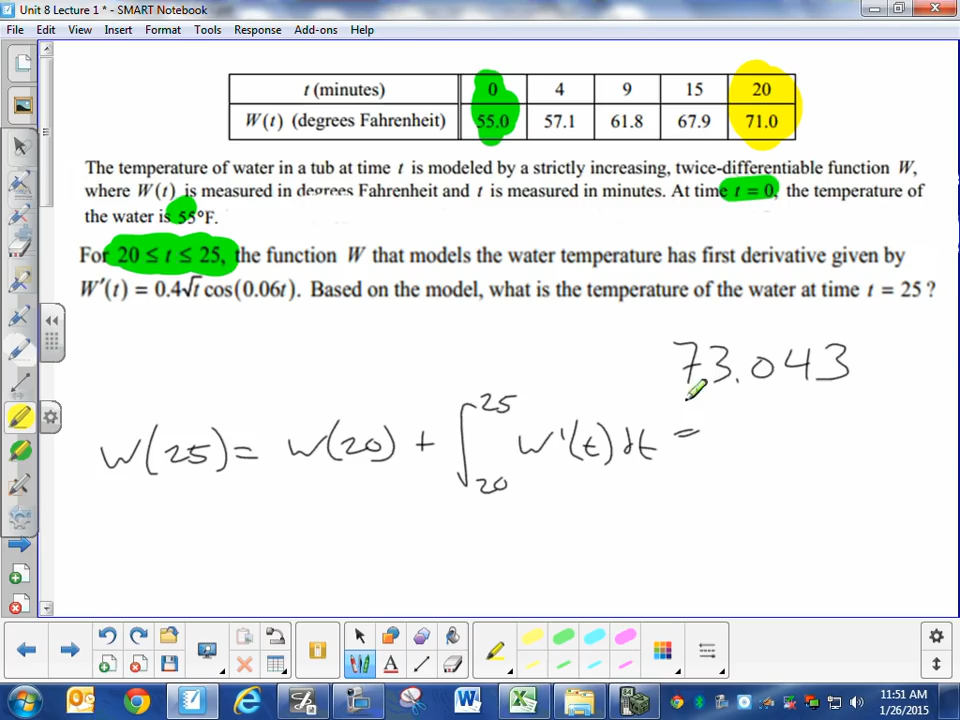 Unit 8 Lecture 1 * - SMART Notebook
File Edit View Insert Format Tools Response Add-ons Help
t (minutes) 0 4 9 15 20
W(t) (degrees Fahrenheit) 55.0 57.1 61.8 67.9 71.0
The temperature of water in a tub at time t is modeled by a strictly increasing, twice-differentiable function W,
where W(t) is measured in degrees Fahrenheit and t is measured in minutes. At time t = 0, the temperature of
the water is 55°F.
For 20 ≤ t ≤ 25, the function W that models the water temperature has first derivative given by
W′(t) = 0.4√t cos(0.06t). Based on the model, what is the temperature of the water at time t = 25 ?
73.043
W(25) = W(20) + ∫₂₀²⁵ W'(t) dt =
A
11:51 AM
1/26/2015